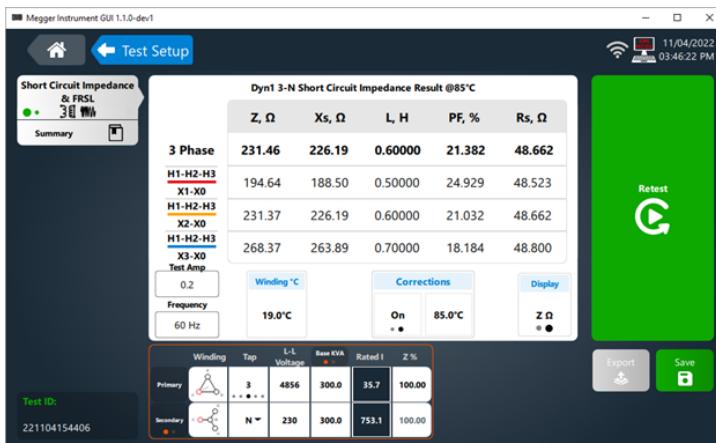 Megger Instrument GUI 1.1.0-dev1
Test Setup
11/04/2022
03:46:22 PM
Short Circuit Impedance
& FRSL
Summary
Dyn1 3-N Short Circuit Impedance Result @85°C
Z, Ω Xs, Ω L, H PF, % Rs, Ω
3 Phase 231.46 226.19 0.60000 21.382 48.662
H1-H2-H3
X1-X0
194.64 188.50 0.50000 24.929 48.523
H1-H2-H3
X2-X0
231.37 226.19 0.60000 21.032 48.662
H1-H2-H3
X3-X0
268.37 263.89 0.70000 18.184 48.800
Test Amp
0.2
Frequency
60 Hz
Winding °C
19.0°C
Corrections
On 85.0°C
Display
Z Ω
Retest
Winding Tap L-L Voltage Base KVA Rated I Z %
Primary 3 4856 300.0 35.7 100.00
Secondary N 230 300.0 753.1 100.00
Export
Save
Test ID:
221104154406